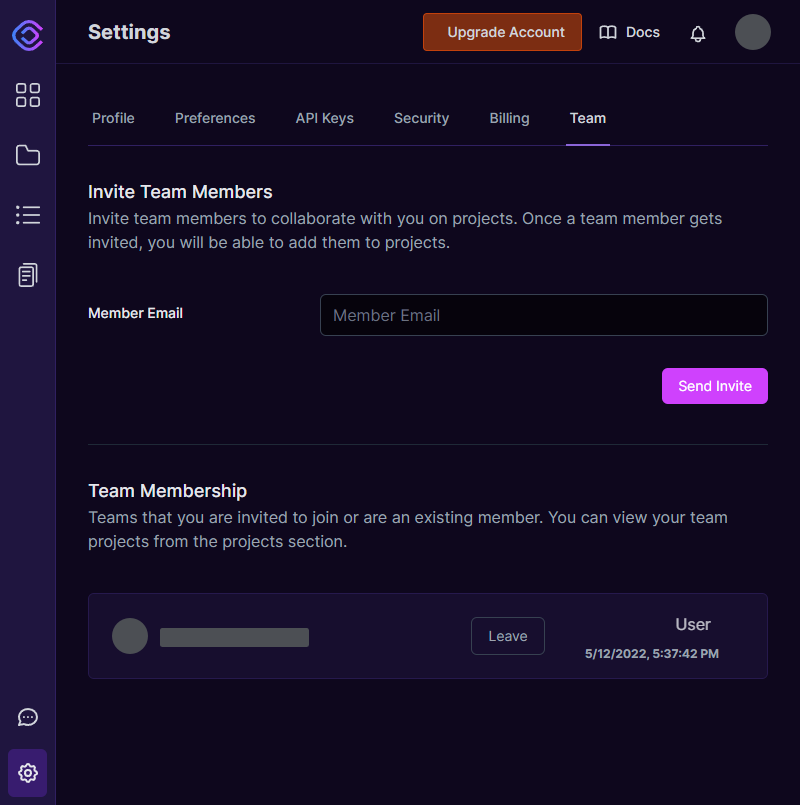 Settings
Upgrade Account
Docs
Profile
Preferences
API Keys
Security
Billing
Team
Invite Team Members
Invite team members to collaborate with you on projects. Once a team member gets
invited, you will be able to add them to projects.
Member Email
Member Email
Send Invite
Team Membership
Teams that you are invited to join or are an existing member. You can view your team
projects from the projects section.
Leave
User
5/12/2022, 5:37:42 PM